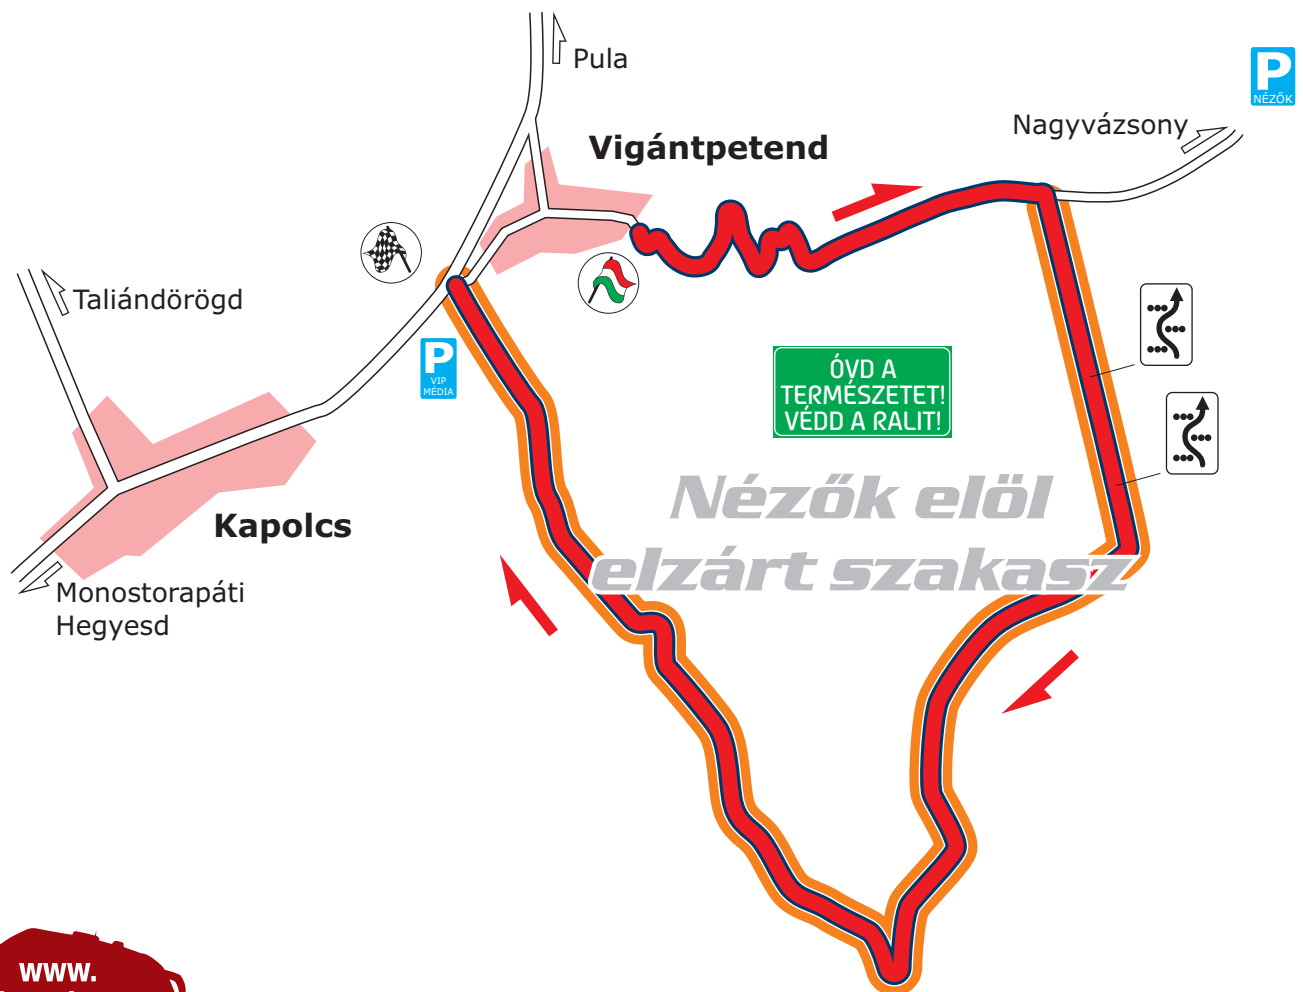 Pula
P
NÉZŐK
Nagyvázsony
Vigántpetend
Taliándörögd
P
VIP
MÉDIA
ÓVD A
TERMÉSZETET!
VÉDD A RALIT!
Nézők elöl
elzárt szakasz
Kapolcs
Monostorapáti
Hegyesd
www.